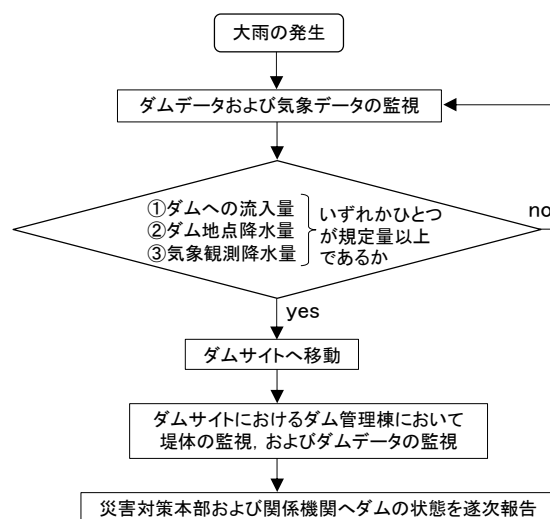 大雨の発生
ダムデータおよび気象データの監視
①ダムへの流入量
②ダム地点降水量
③気象観測降水量
いずれかひとつ
が規定量以上
であるか
no
yes
ダムサイトへ移動
ダムサイトにおけるダム管理棟において
堤体の監視，およびダムデータの監視
災害対策本部および関係機関へダムの状態を遂次報告